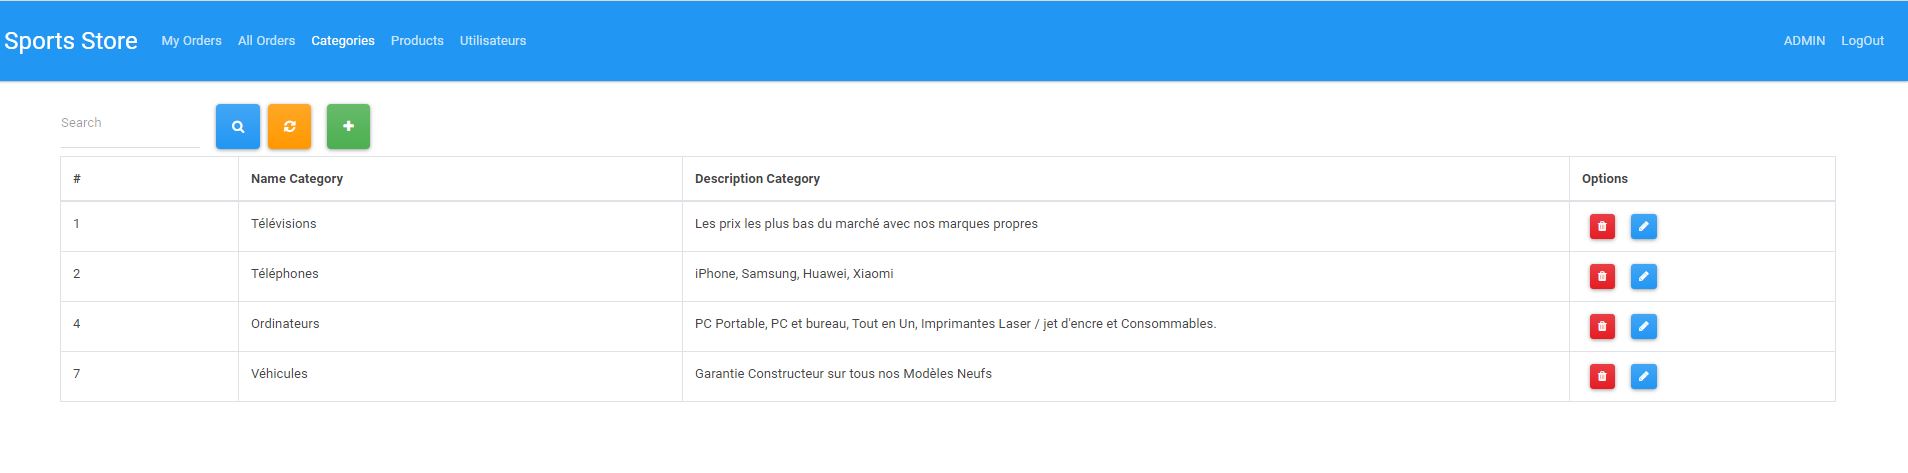 Sports Store My Orders All Orders Categories Products Utilisateurs ADMIN LogOut
Search
# Name Category Description Category Options
1 Télévisions Les prix les plus bas du marché avec nos marques propres
2 Téléphones iPhone, Samsung, Huawei, Xiaomi
4 Ordinateurs PC Portable, PC et bureau, Tout en Un, Imprimantes Laser / jet d'encre et Consommables.
7 Véhicules Garantie Constructeur sur tous nos Modèles Neufs